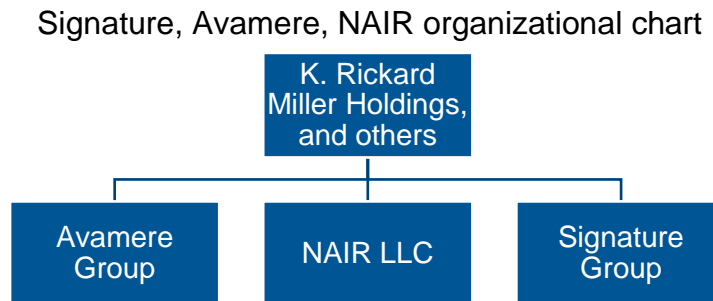 Signature, Avamere, NAIR organizational chart
K. Rickard
Miller Holdings,
and others
Avamere
Group
NAIR LLC
Signature
Group